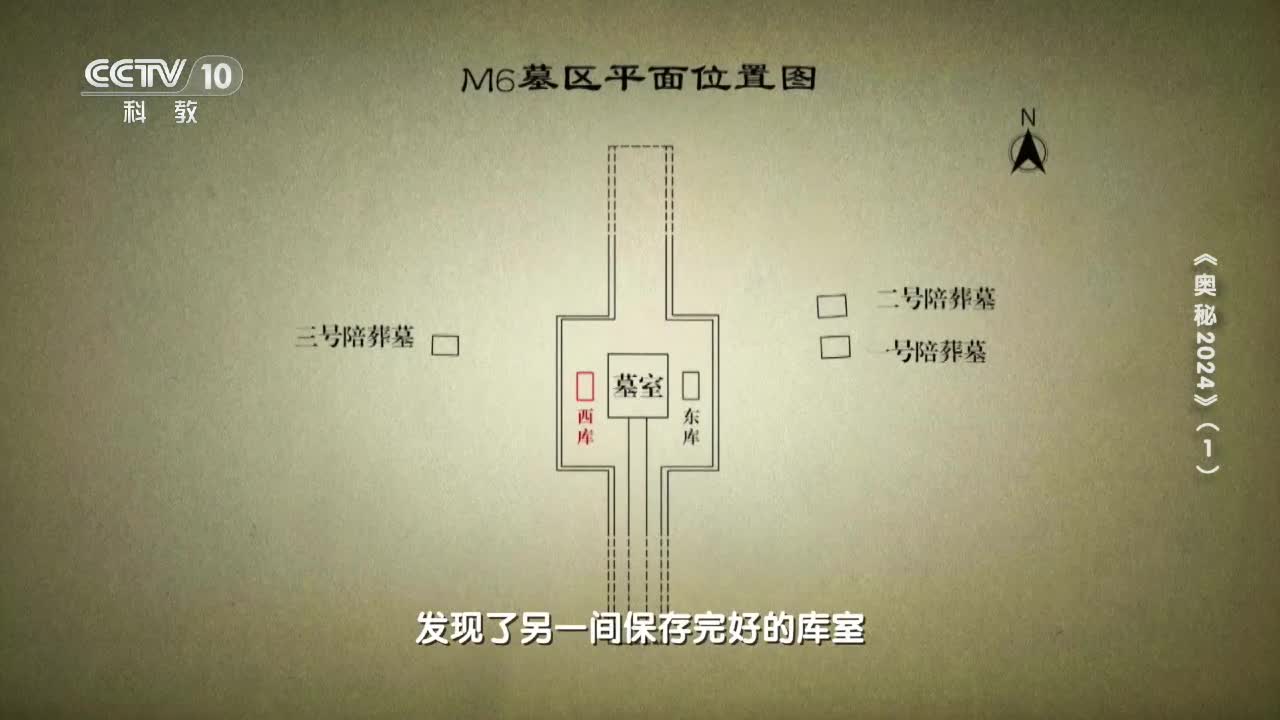 CCTV 10
科 教
M6墓区平面位置图
N
二号陪葬墓
三号陪葬墓
一号陪葬墓
墓室
西库
东库
《奥秘2024》（1）
发现了另一间保存完好的库室